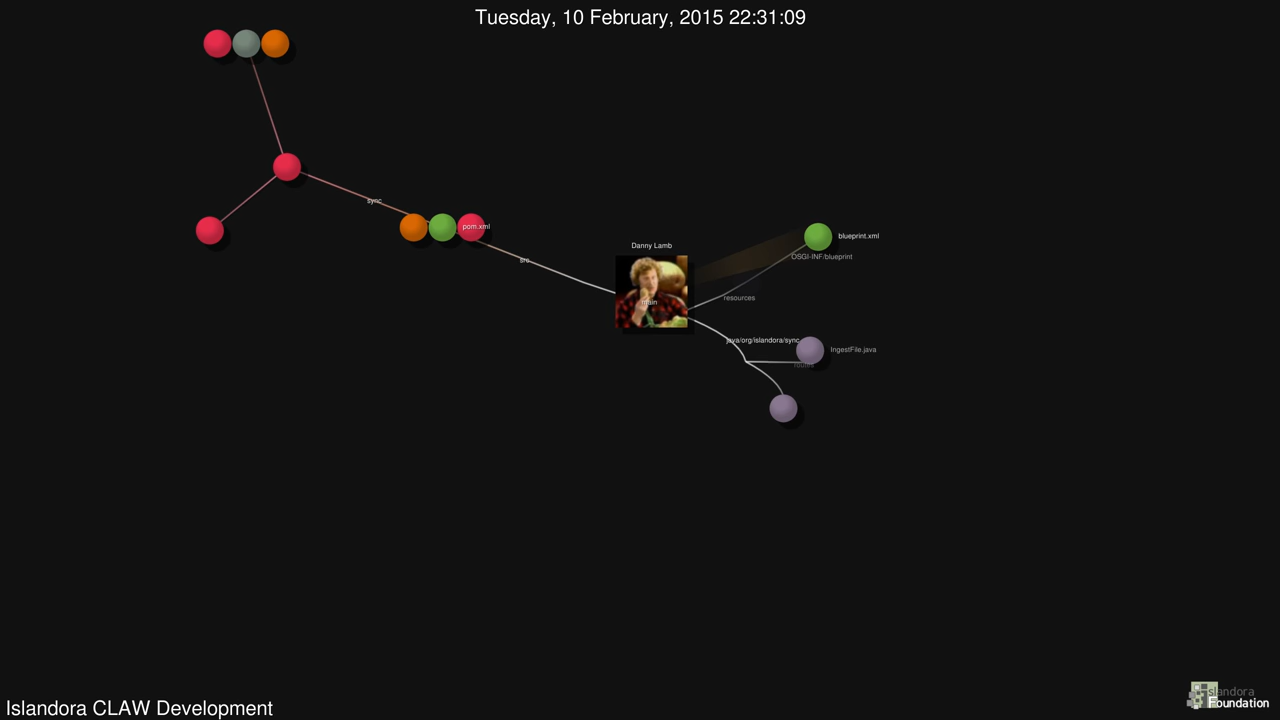 Tuesday, 10 February, 2015 22:31:09
sync
pom.xml
src
Danny Lamb
main
blueprint.xml
OSGI-INF/blueprint
resources
java/org/islandora/sync
IngestFile.java
routes
Islandora CLAW Development
islandora
Foundation